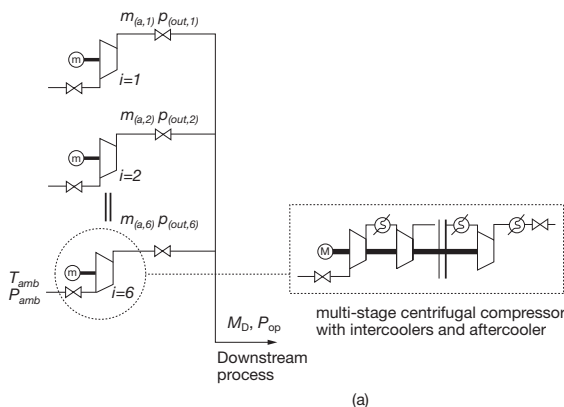 m(a,1) p(out,1)
m
i=1
m(a,2) p(out,2)
m
i=2
m(a,6) p(out,6)
m
i=6
Tamb
Pamb
M
multi-stage centrifugal compressor
with intercoolers and aftercooler
MD, Pop
Downstream
process
(a)